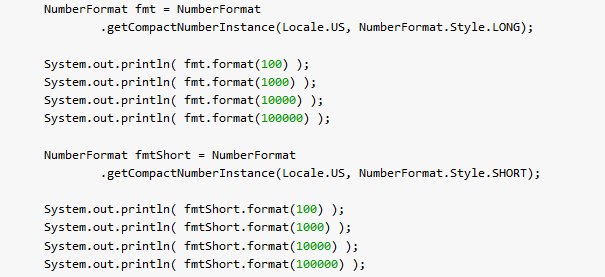 NumberFormat fmt = NumberFormat
.getCompactNumberInstance(Locale.US, NumberFormat.Style.LONG);
System.out.println( fmt.format(100) );
System.out.println( fmt.format(1000) );
System.out.println( fmt.format(10000) );
System.out.println( fmt.format(100000) );
NumberFormat fmtShort = NumberFormat
.getCompactNumberInstance(Locale.US, NumberFormat.Style.SHORT);
System.out.println( fmtShort.format(100) );
System.out.println( fmtShort.format(1000) );
System.out.println( fmtShort.format(10000) );
System.out.println( fmtShort.format(100000) );